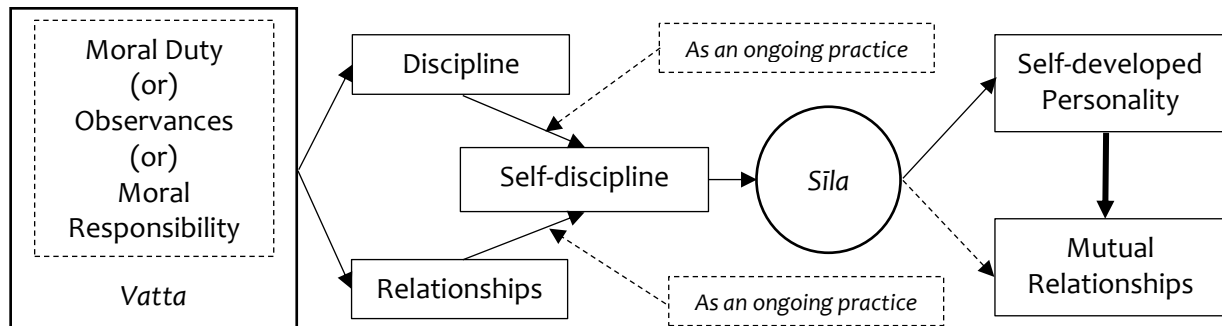 Moral Duty
(or)
Observances
(or)
Moral
Responsibility
Vatta
Discipline
Relationships
As an ongoing practice
Self-discipline
As an ongoing practice
Sīla
Self-developed
Personality
Mutual
Relationships